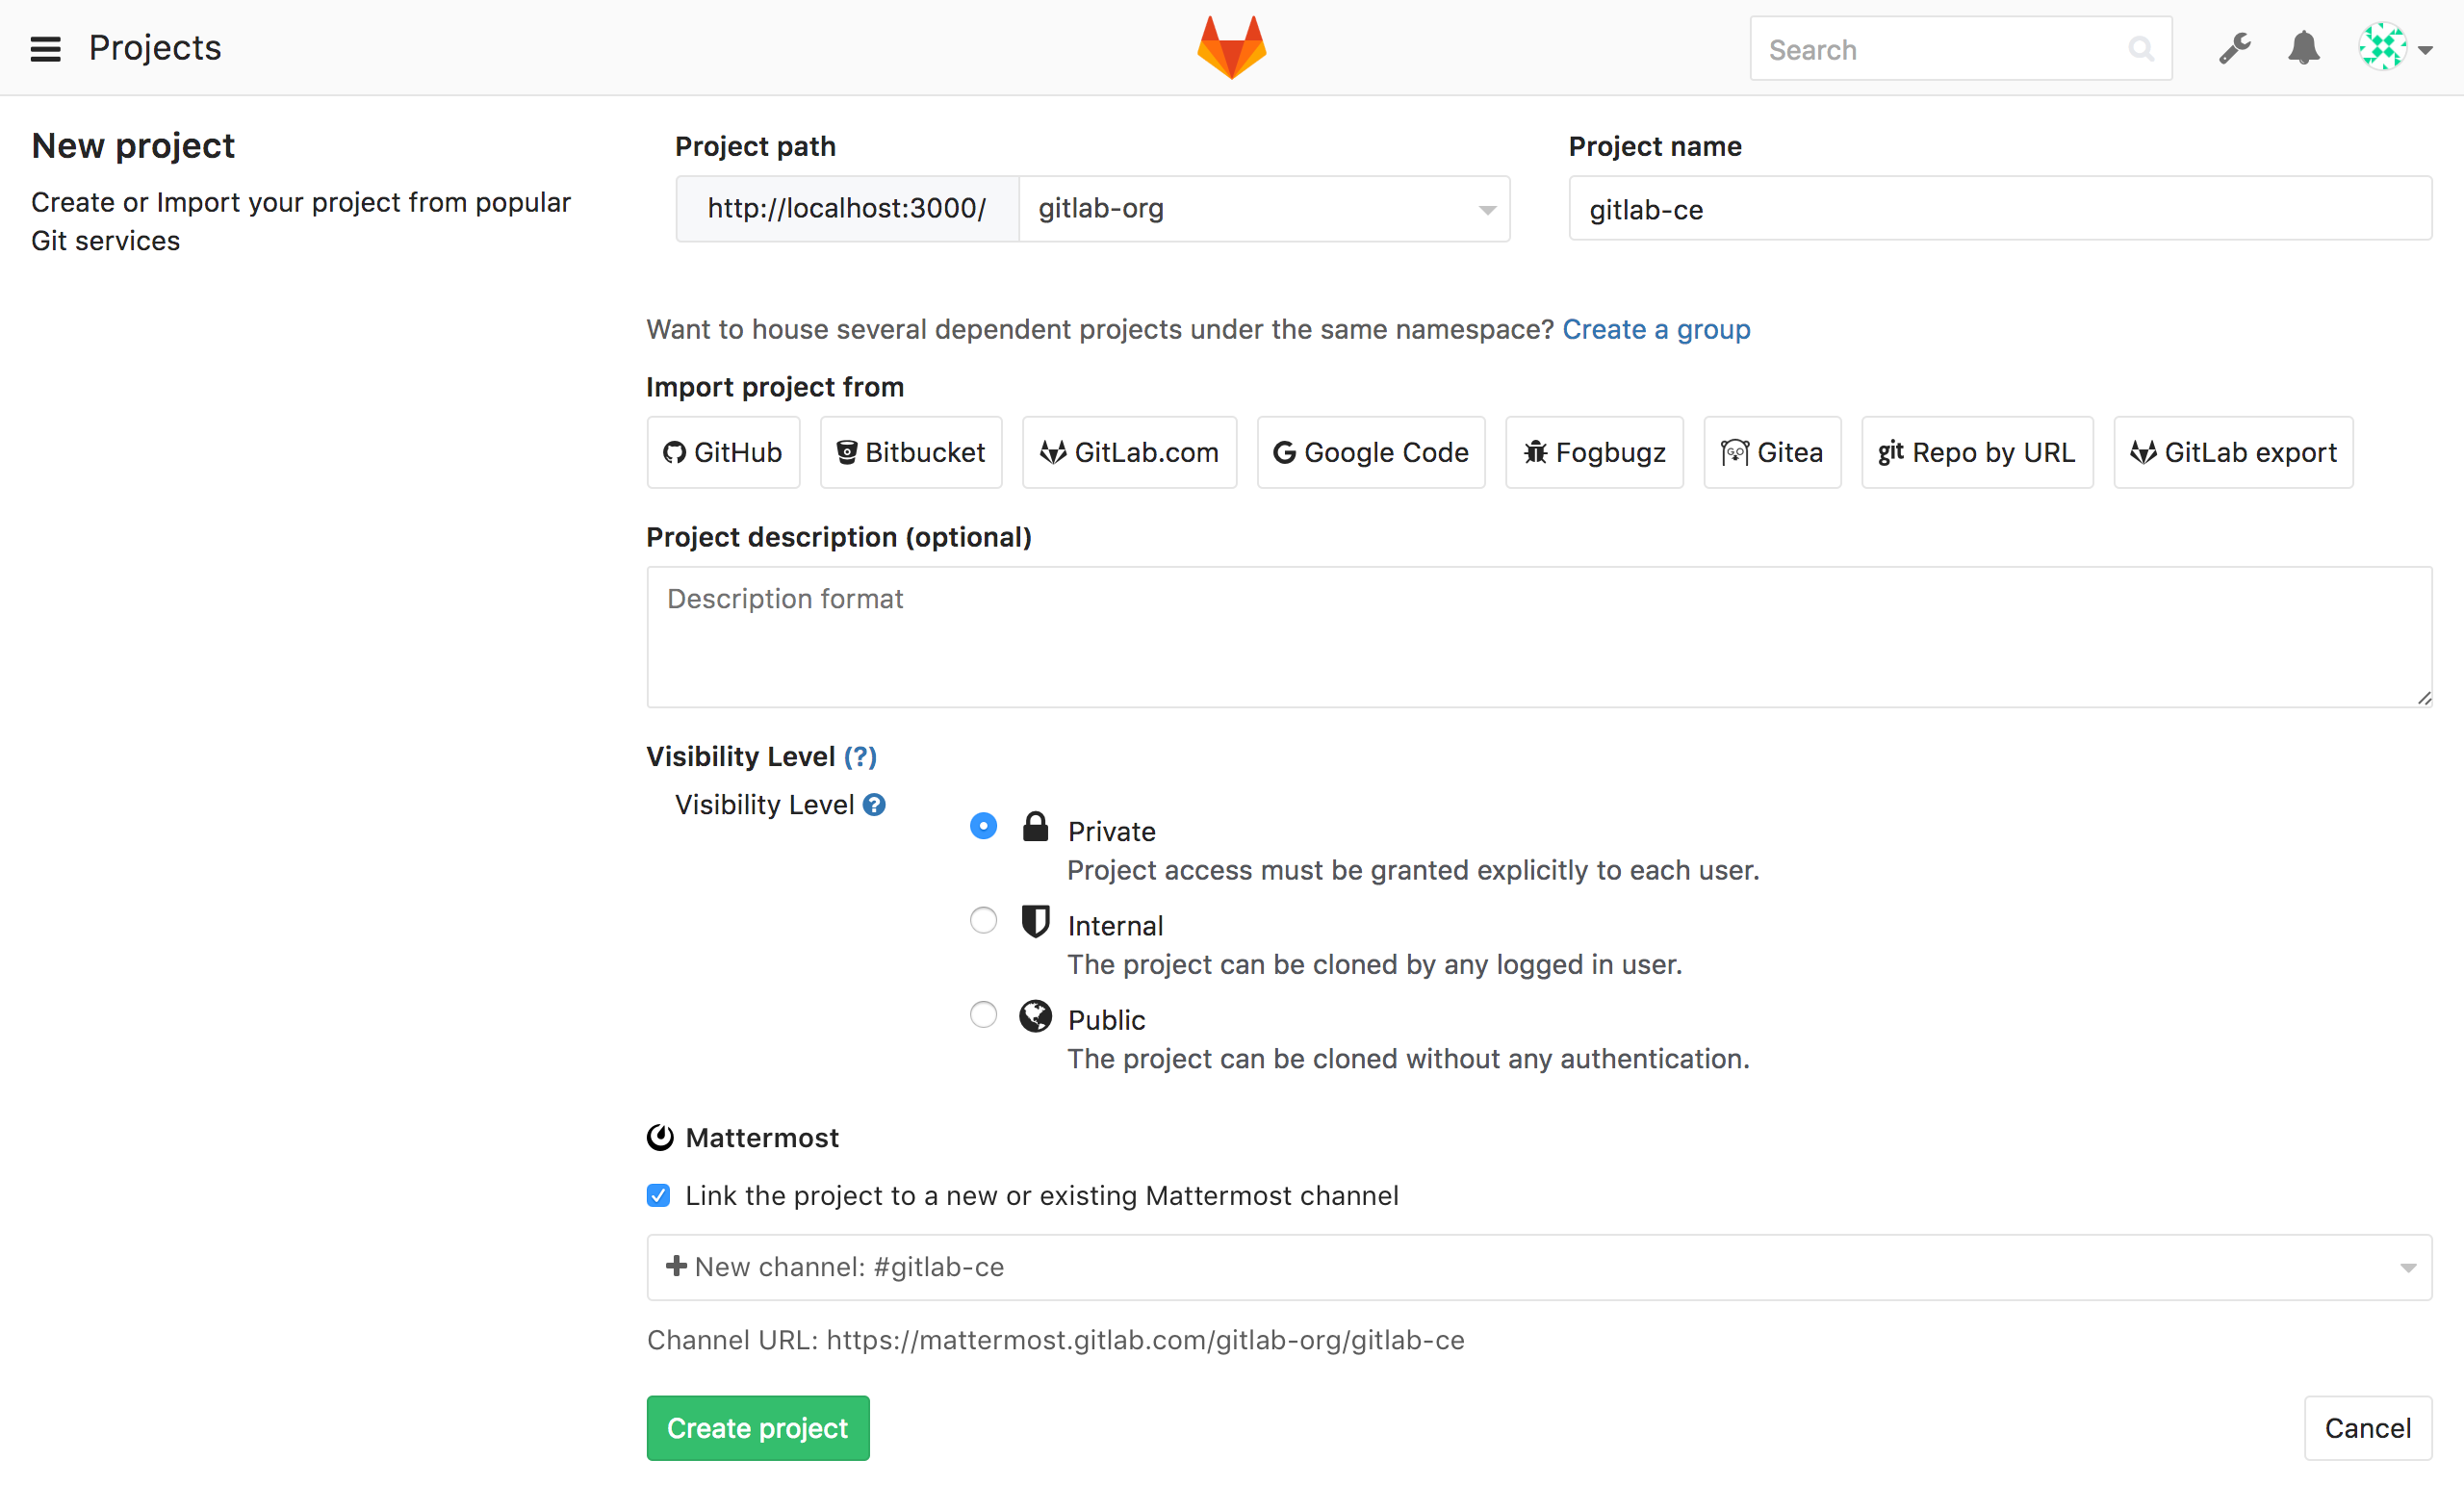 Projects
Search
New project
Create or Import your project from popular
Git services
Project path
http://localhost:3000/
gitlab-org
Project name
gitlab-ce
Want to house several dependent projects under the same namespace? Create a group
Import project from
GitHub
Bitbucket
GitLab.com
Google Code
Fogbugz
GO Gitea
git Repo by URL
GitLab export
Project description (optional)
Description format
Visibility Level (?)
Visibility Level ?
Private
Project access must be granted explicitly to each user.
Internal
The project can be cloned by any logged in user.
Public
The project can be cloned without any authentication.
Mattermost
Link the project to a new or existing Mattermost channel
New channel: #gitlab-ce
Channel URL: https://mattermost.gitlab.com/gitlab-org/gitlab-ce
Create project
Cancel